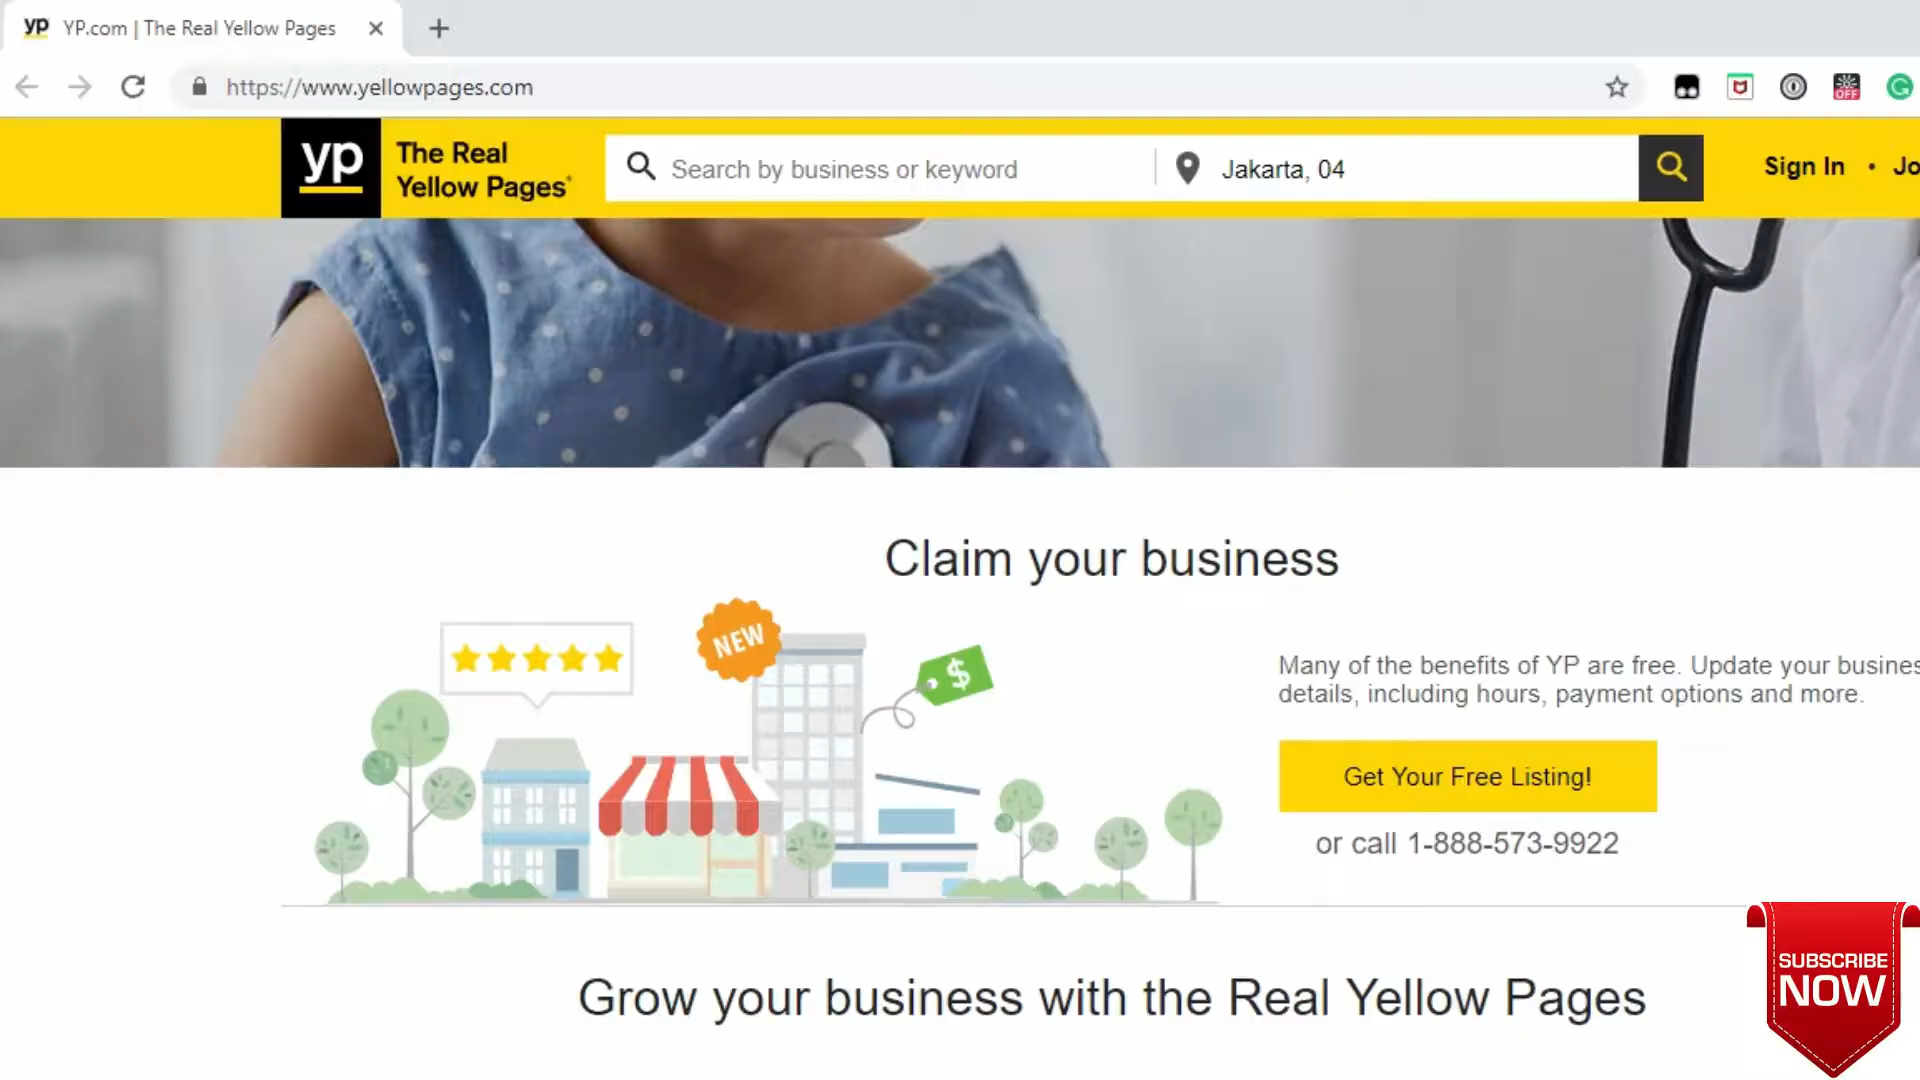 YP.com | The Real Yellow Pages
https://www.yellowpages.com
yp
The Real
Yellow Pages®
Search by business or keyword
Jakarta, 04
Sign In • Jo
Claim your business
NEW
$
Many of the benefits of YP are free. Update your busines
details, including hours, payment options and more.
Get Your Free Listing!
or call 1-888-573-9922
SUBSCRIBE
NOW
Grow your business with the Real Yellow Pages